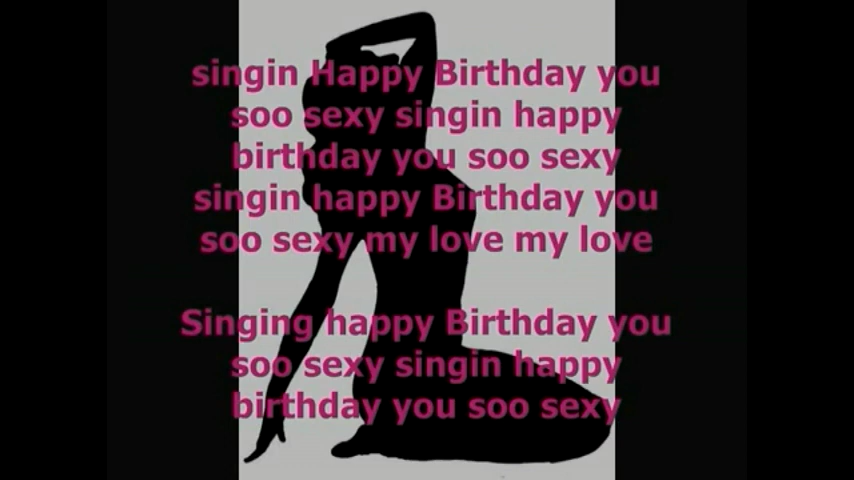 singin Happy Birthday you
soo sexy singin happy
birthday you soo sexy
singin happy Birthday you
soo sexy my love my love
Singing happy Birthday you
soo sexy singin happy
birthday you soo sexy